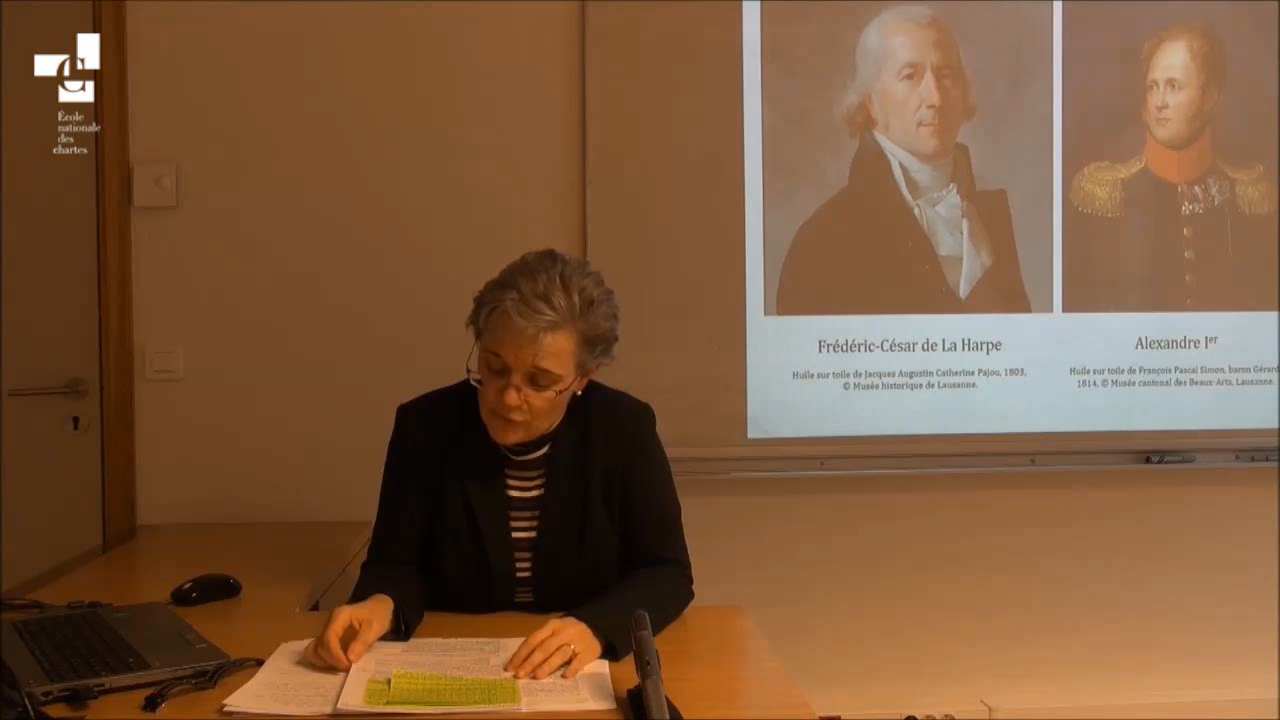 École
nationale
des
chartes
Frédéric-César de La Harpe
Huile sur toile de Jacques Augustin Catherine Pajou, 1803,
© Musée historique de Lausanne.
Alexandre Iᵉʳ
Huile sur toile de François Pascal Simon, baron Gérard
1814, © Musée cantonal des Beaux-Arts, Lausanne.